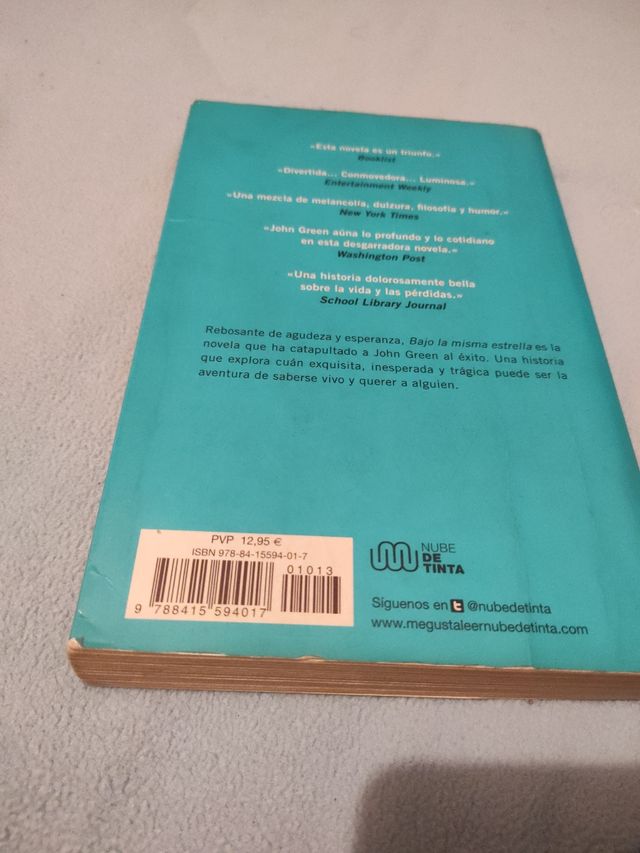 «Esta novela es un triunfo.»
Booklist
«Divertida... Conmovedora... Luminosa.»
Entertainment Weekly
«Una mezcla de melancolía, dulzura, filosofía y humor.»
New York Times
«John Green aúna lo profundo y lo cotidiano
en esta desgarradora novela.»
Washington Post
«Una historia dolorosamente bella
sobre la vida y las pérdidas.»
School Library Journal
Rebosante de agudeza y esperanza, Bajo la misma estrella es la
novela que ha catapultado a John Green al éxito. Una historia
que explora cuán exquisita, inesperada y trágica puede ser la
aventura de saberse vivo y querer a alguien.
PVP 12,95 €
ISBN 978-84-15594-01-7
01013
9 788415 594017
NUBE
DE
TINTA
Síguenos en t @nubedetinta
www.megustaleernubedetinta.com